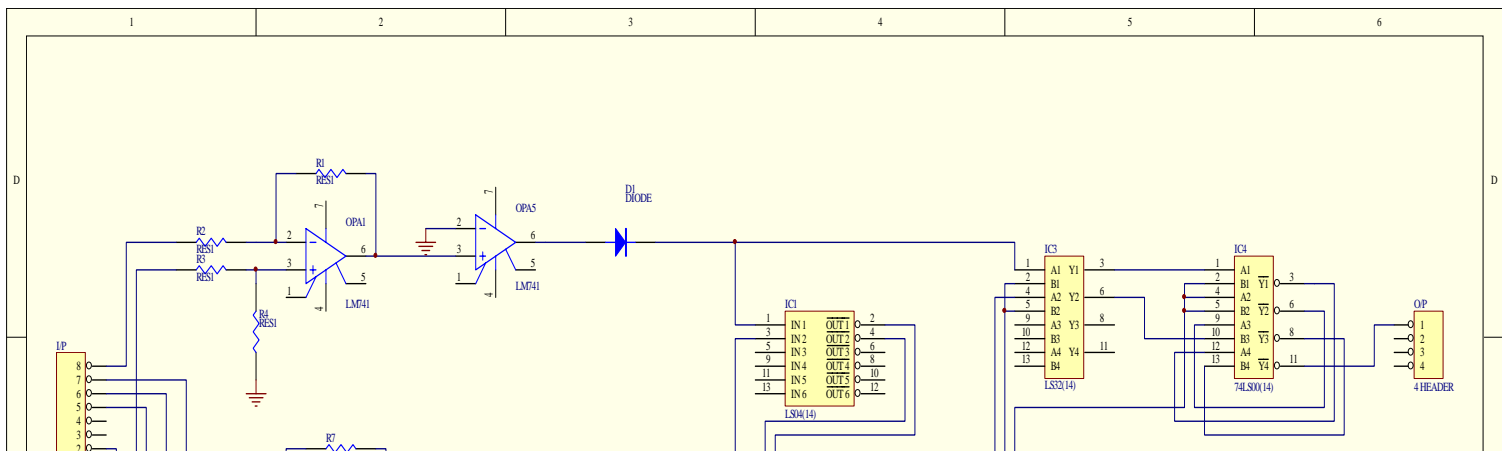 1 2 3 4 5 6
D D
R1
RES1
OPA1
7
2
6
3
5
1
4
LM741
R2
RES1
R3
RES1
R4
RES1
OPA5
7
2
6
3
5
1
4
LM741
D1
DIODE
I/P
8
7
6
5
4
3
2
R7
IC1
1 IN 1 OUT 1 2
3 IN 2 OUT 2 4
5 IN 3 OUT 3 6
9 IN 4 OUT 4 8
11 IN 5 OUT 5 10
13 IN 6 OUT 6 12
LS04(14)
IC3
1 A1 Y1 3
2 B1
4 A2 Y2 6
5 B2
9 A3 Y3 8
10 B3
12 A4 Y4 11
13 B4
LS32(14)
IC4
1 A1
2 B1 Y1 3
4 A2
5 B2 Y2 6
9 A3
10 B3 Y3 8
12 A4
13 B4 Y4 11
74LS00(14)
O/P
1
2
3
4
4 HEADER